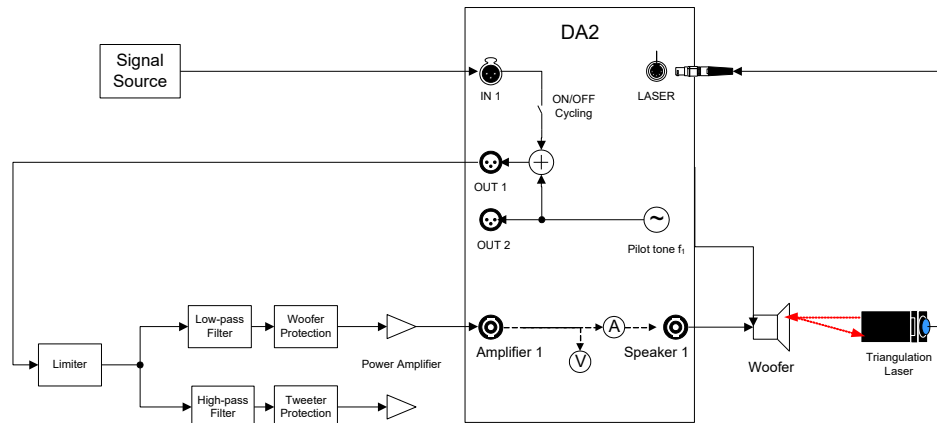 DA2
Signal
Source
IN 1
LASER
ON/OFF
Cycling
OUT 1
OUT 2
~
Pilot tone f₁
Low-pass
Filter
Woofer
Protection
Power Amplifier
Limiter
Amplifier 1
A
V
Speaker 1
Woofer
Triangulation
Laser
High-pass
Filter
Tweeter
Protection